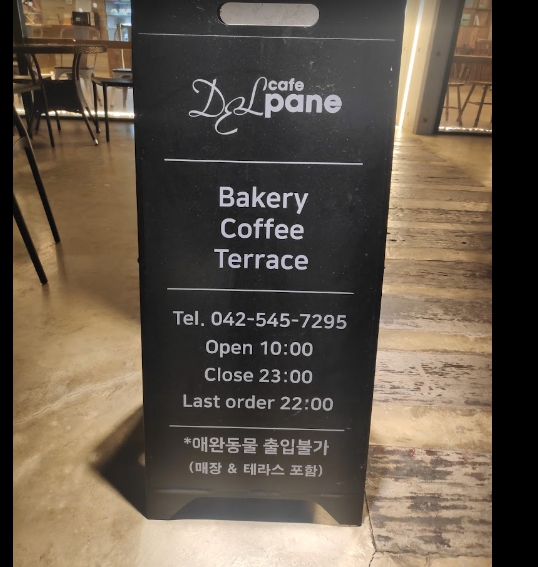 DEL cafe pane
Bakery
Coffee
Terrace
Tel. 042-545-7295
Open 10:00
Close 23:00
Last order 22:00
*애완동물 출입불가
(매장 & 테라스 포함)